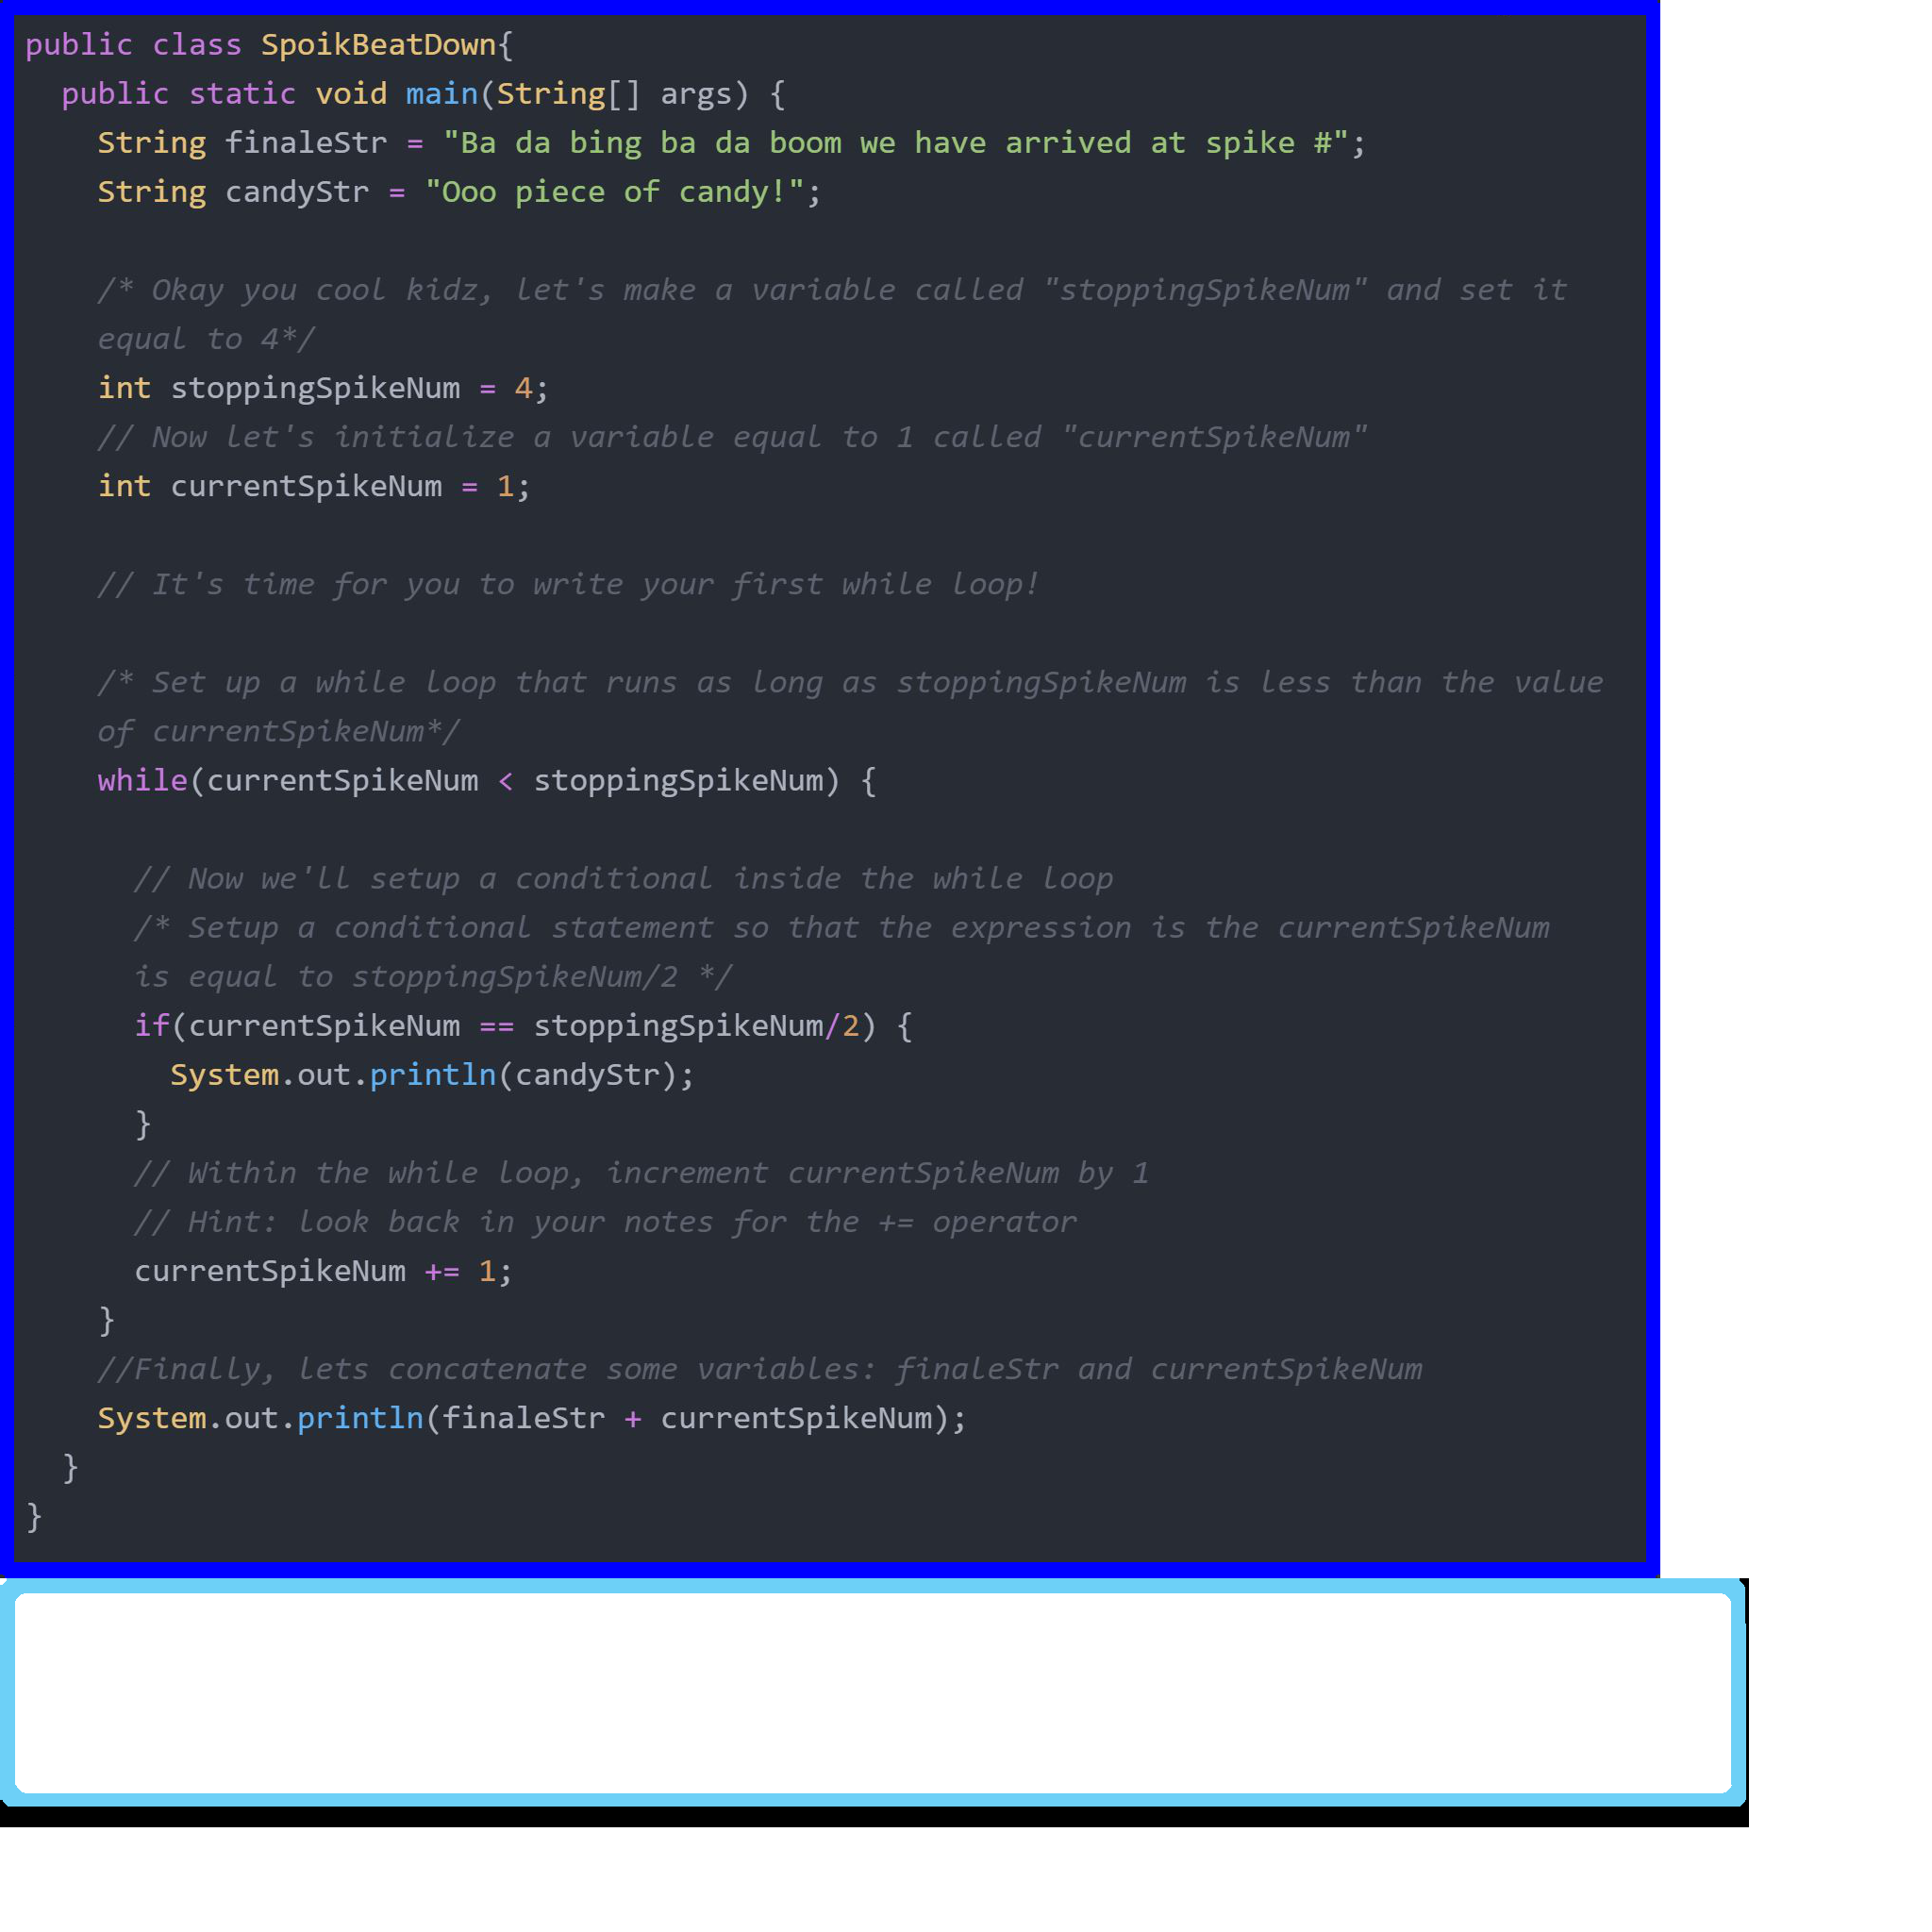 public class SpoikBeatDown{
public static void main(String[] args) {
String finaleStr = "Ba da bing ba da boom we have arrived at spike #";
String candyStr = "Ooo piece of candy!";
/* Okay you cool kidz, let's make a variable called "stoppingSpikeNum" and set it
equal to 4*/
int stoppingSpikeNum = 4;
// Now let's initialize a variable equal to 1 called "currentSpikeNum"
int currentSpikeNum = 1;
// It's time for you to write your first while loop!
/* Set up a while loop that runs as long as stoppingSpikeNum is less than the value
of currentSpikeNum*/
while(currentSpikeNum < stoppingSpikeNum) {
// Now we'll setup a conditional inside the while loop
/* Setup a conditional statement so that the expression is the currentSpikeNum
is equal to stoppingSpikeNum/2 */
if(currentSpikeNum == stoppingSpikeNum/2) {
System.out.println(candyStr);
}
// Within the while loop, increment currentSpikeNum by 1
// Hint: look back in your notes for the += operator
currentSpikeNum += 1;
}
//Finally, lets concatenate some variables: finaleStr and currentSpikeNum
System.out.println(finaleStr + currentSpikeNum);
}
}